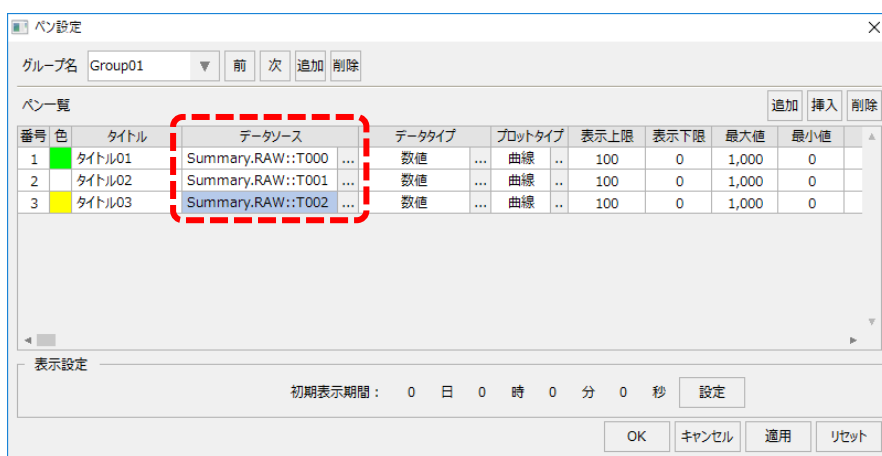 ペン設定
グループ名 Group01 前 次 追加 削除
ペン一覧 追加 挿入 削除
番号 色 タイトル データソース データタイプ プロットタイプ 表示上限 表示下限 最大値 最小値
1 タイトル01 Summary.RAW::T000 ... 数値 ... 曲線 .. 100 0 1,000 0
2 タイトル02 Summary.RAW::T001 ... 数値 ... 曲線 .. 100 0 1,000 0
3 タイトル03 Summary.RAW::T002 ... 数値 ... 曲線 .. 100 0 1,000 0
表示設定
初期表示期間: 0 日 0 時 0 分 0 秒 設定
OK キャンセル 適用 リセット